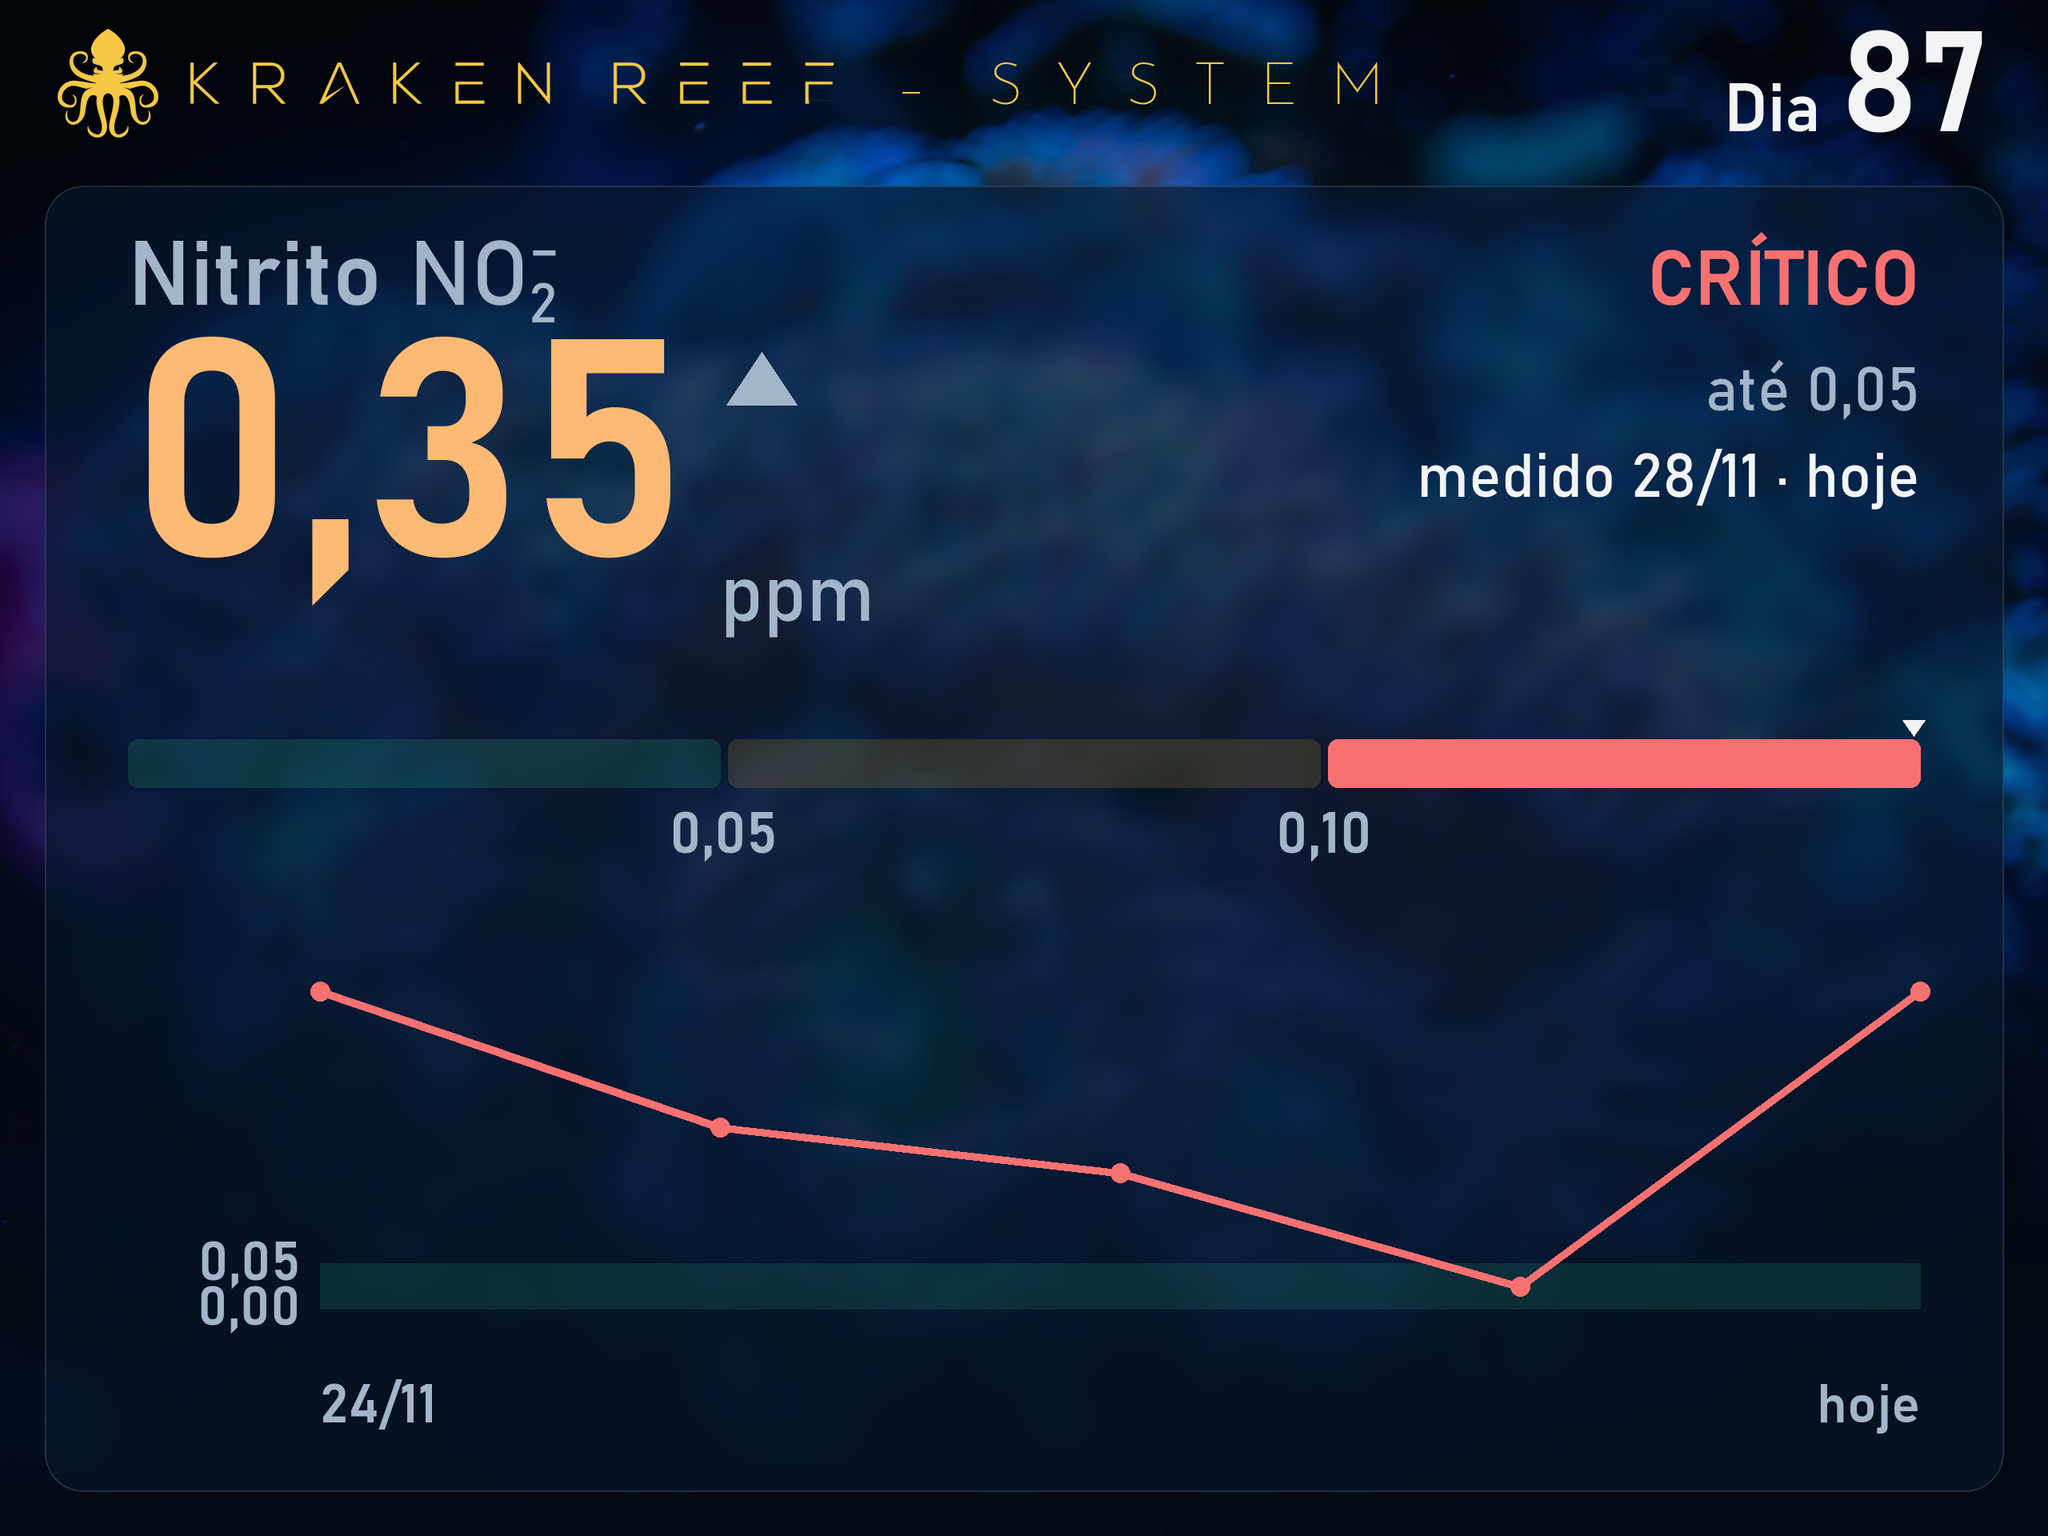 KRAKEN REEF - SYSTEM
Dia 87
Nitrito NO₂⁻
CRÍTICO
0,35 ppm
até 0,05
medido 28/11 · hoje
0,05
0,10
0,05
0,00
24/11
hoje